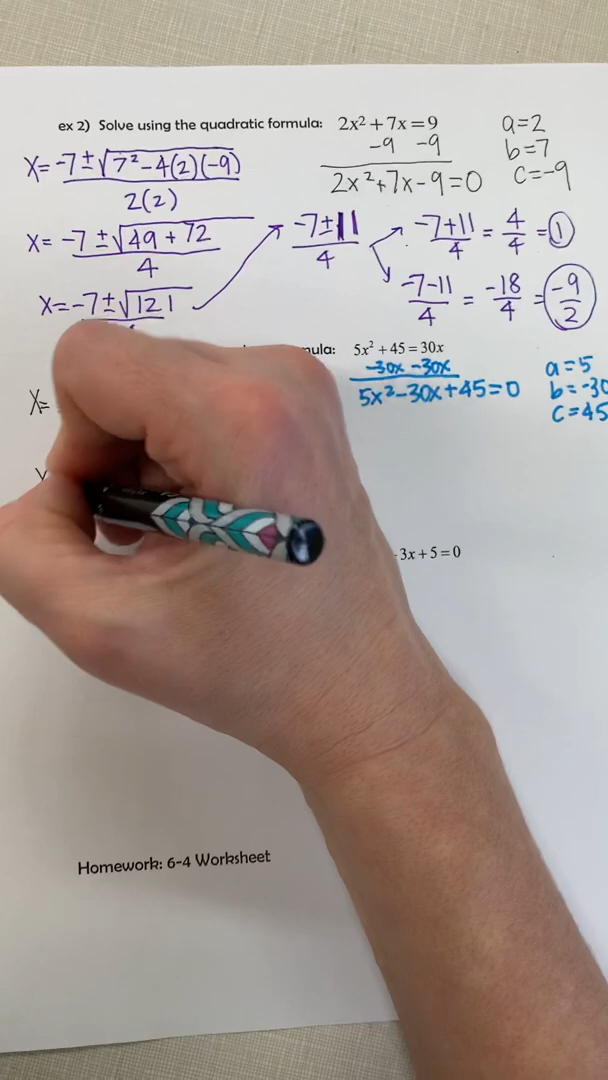 ex 2) Solve using the quadratic formula: 2x² + 7x = 9
-9 -9
2x²+7x-9=0
a=2
b=7
c=-9
X= -7±√7²-4(2)(-9)
2(2)
X= -7±√49+72
4
X= -7±√121
-7±11
4
-7+11
4
= 4
4
= 1
-7-11
4
= -18
4
= -9
2
5x² + 45 = 30x
-30x -30x
5x²-30x+45=0
a=5
b=-30
c=45
X=
3x + 5 = 0
Homework: 6-4 Worksheet